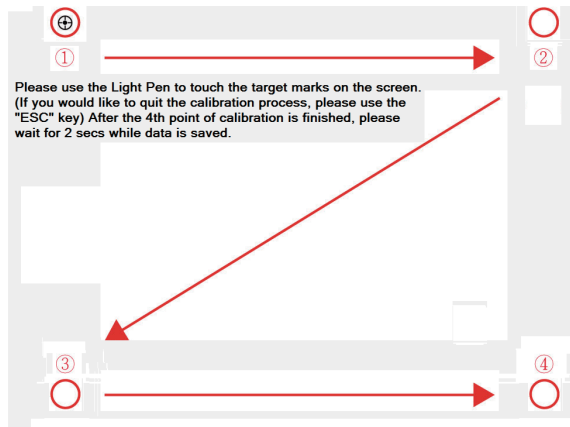 ① ②
Please use the Light Pen to touch the target marks on the screen.
(If you would like to quit the calibration process, please use the
"ESC" key) After the 4th point of calibration is finished, please
wait for 2 secs while data is saved.
③ ④